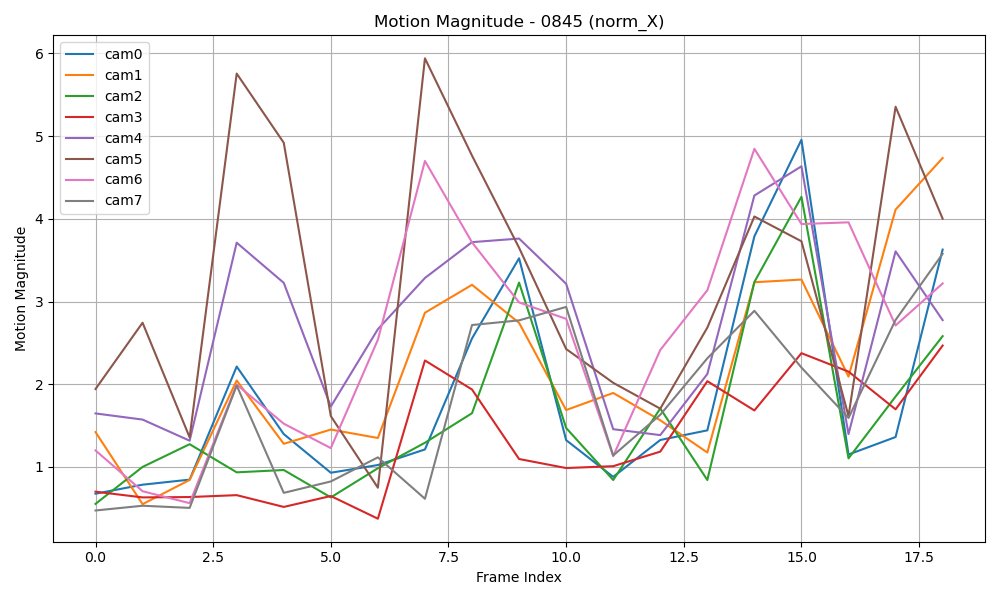 Motion Magnitude - 0845 (norm_X)
cam0
cam1
cam2
cam3
cam4
cam5
cam6
cam7
Motion Magnitude
6
5
4
3
2
1
0.0 2.5 5.0 7.5 10.0 12.5 15.0 17.5
Frame Index